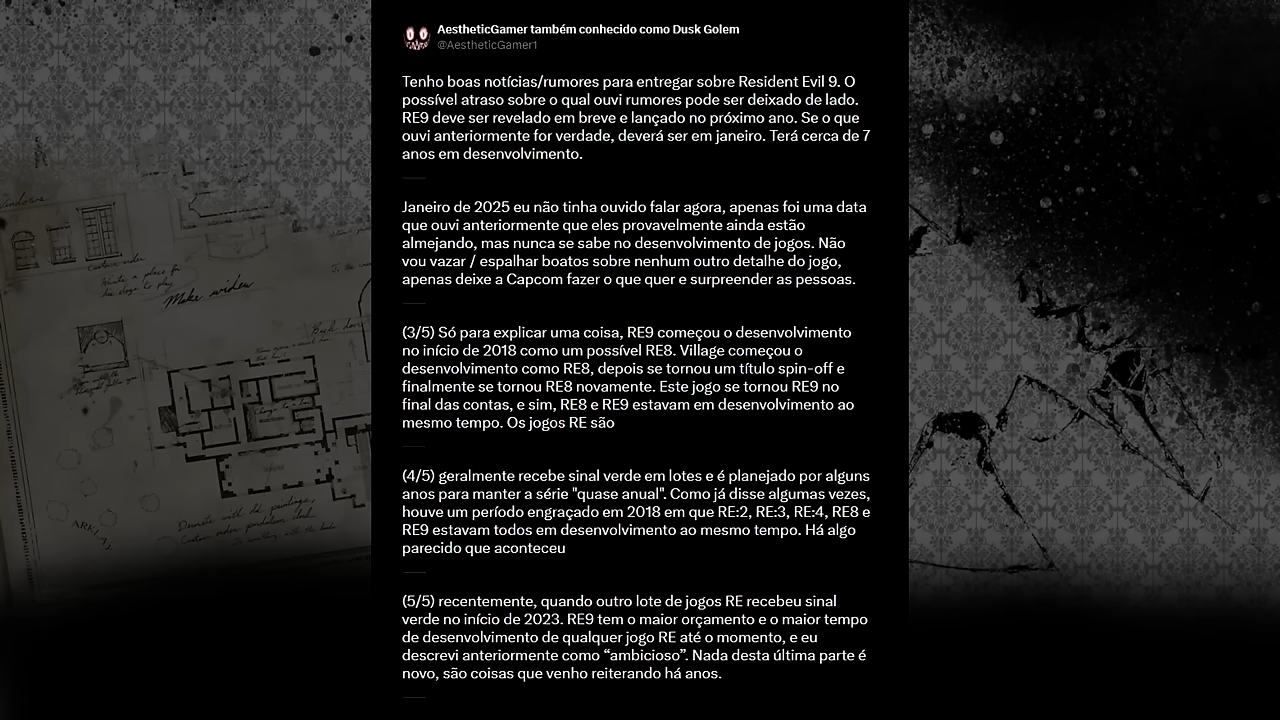 AestheticGamer também conhecido como Dusk Golem
@AestheticGamer1
Tenho boas notícias/rumores para entregar sobre Resident Evil 9. O
possível atraso sobre o qual ouvi rumores pode ser deixado de lado.
RE9 deve ser revelado em breve e lançado no próximo ano. Se o que
ouvi anteriormente for verdade, deverá ser em janeiro. Terá cerca de 7
anos em desenvolvimento.
Janeiro de 2025 eu não tinha ouvido falar agora, apenas foi uma data
que ouvi anteriormente que eles provavelmente ainda estão
almejando, mas nunca se sabe no desenvolvimento de jogos. Não
vou vazar / espalhar boatos sobre nenhum outro detalhe do jogo,
apenas deixe a Capcom fazer o que quer e surpreender as pessoas.
(3/5) Só para explicar uma coisa, RE9 começou o desenvolvimento
no início de 2018 como um possível RE8. Village começou o
desenvolvimento como RE8, depois se tornou um título spin-off e
finalmente se tornou RE8 novamente. Este jogo se tornou RE9 no
final das contas, e sim, RE8 e RE9 estavam em desenvolvimento ao
mesmo tempo. Os jogos RE são
(4/5) geralmente recebe sinal verde em lotes e é planejado por alguns
anos para manter a série "quase anual". Como já disse algumas vezes,
houve um período engraçado em 2018 em que RE:2, RE:3, RE:4, RE8 e
RE9 estavam todos em desenvolvimento ao mesmo tempo. Há algo
parecido que aconteceu
(5/5) recentemente, quando outro lote de jogos RE recebeu sinal
verde no início de 2023. RE9 tem o maior orçamento e o maior tempo
de desenvolvimento de qualquer jogo RE até o momento, e eu
descrevi anteriormente como “ambicioso”. Nada desta última parte é
novo, são coisas que venho reiterando há anos.
Windows
Make widow